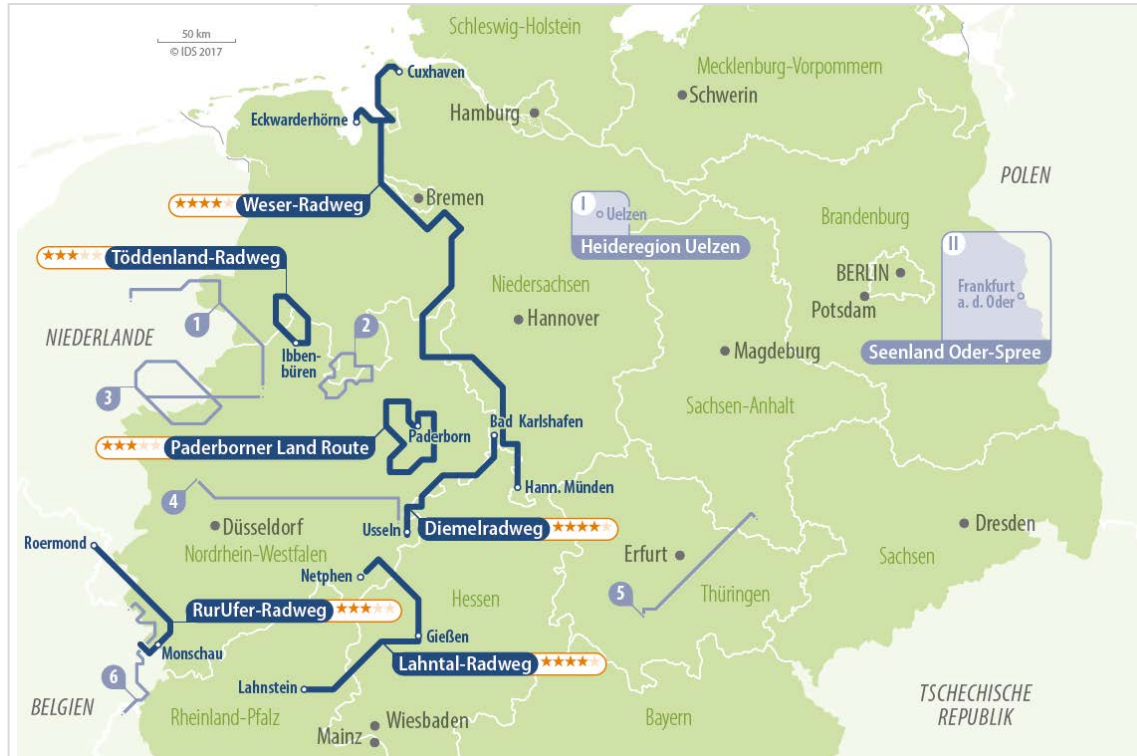 50 km
© IDS 2017
Schleswig-Holstein
Cuxhaven
Mecklenburg-Vorpommern
Schwerin
Eckwarderhörne
Hamburg
POLEN
Weser-Radweg
Bremen
I
Uelzen
Heideregion Uelzen
Brandenburg
II
Töddenland-Radweg
BERLIN
Potsdam
Frankfurt
a. d. Oder
Seenland Oder-Spree
Niedersachsen
NIEDERLANDE
1
2
Hannover
Ibben-
büren
Magdeburg
3
Sachsen-Anhalt
Paderborner Land Route
Paderborn
Bad Karlshafen
4
Hann. Münden
Düsseldorf
Usseln
Diemelradweg
Dresden
Roermond
Nordrhein-Westfalen
Erfurt
Sachsen
Netphen
Hessen
5
Thüringen
RurUfer-Radweg
Gießen
Monschau
Lahntal-Radweg
6
Lahnstein
BELGIEN
Rheinland-Pfalz
Wiesbaden
Mainz
Bayern
TSCHECHISCHE
REPUBLIK